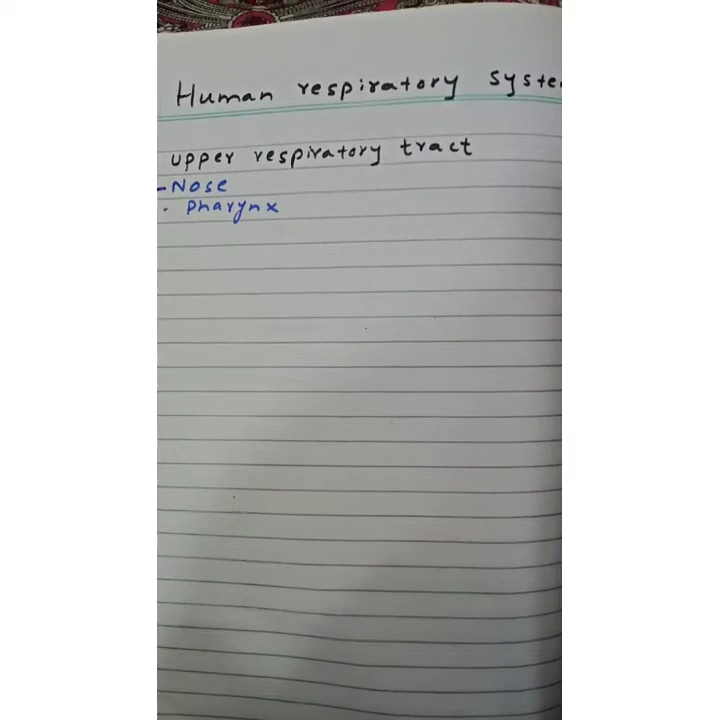 Human respiratory syste
upper respiratory tract
- Nose
· Pharynx